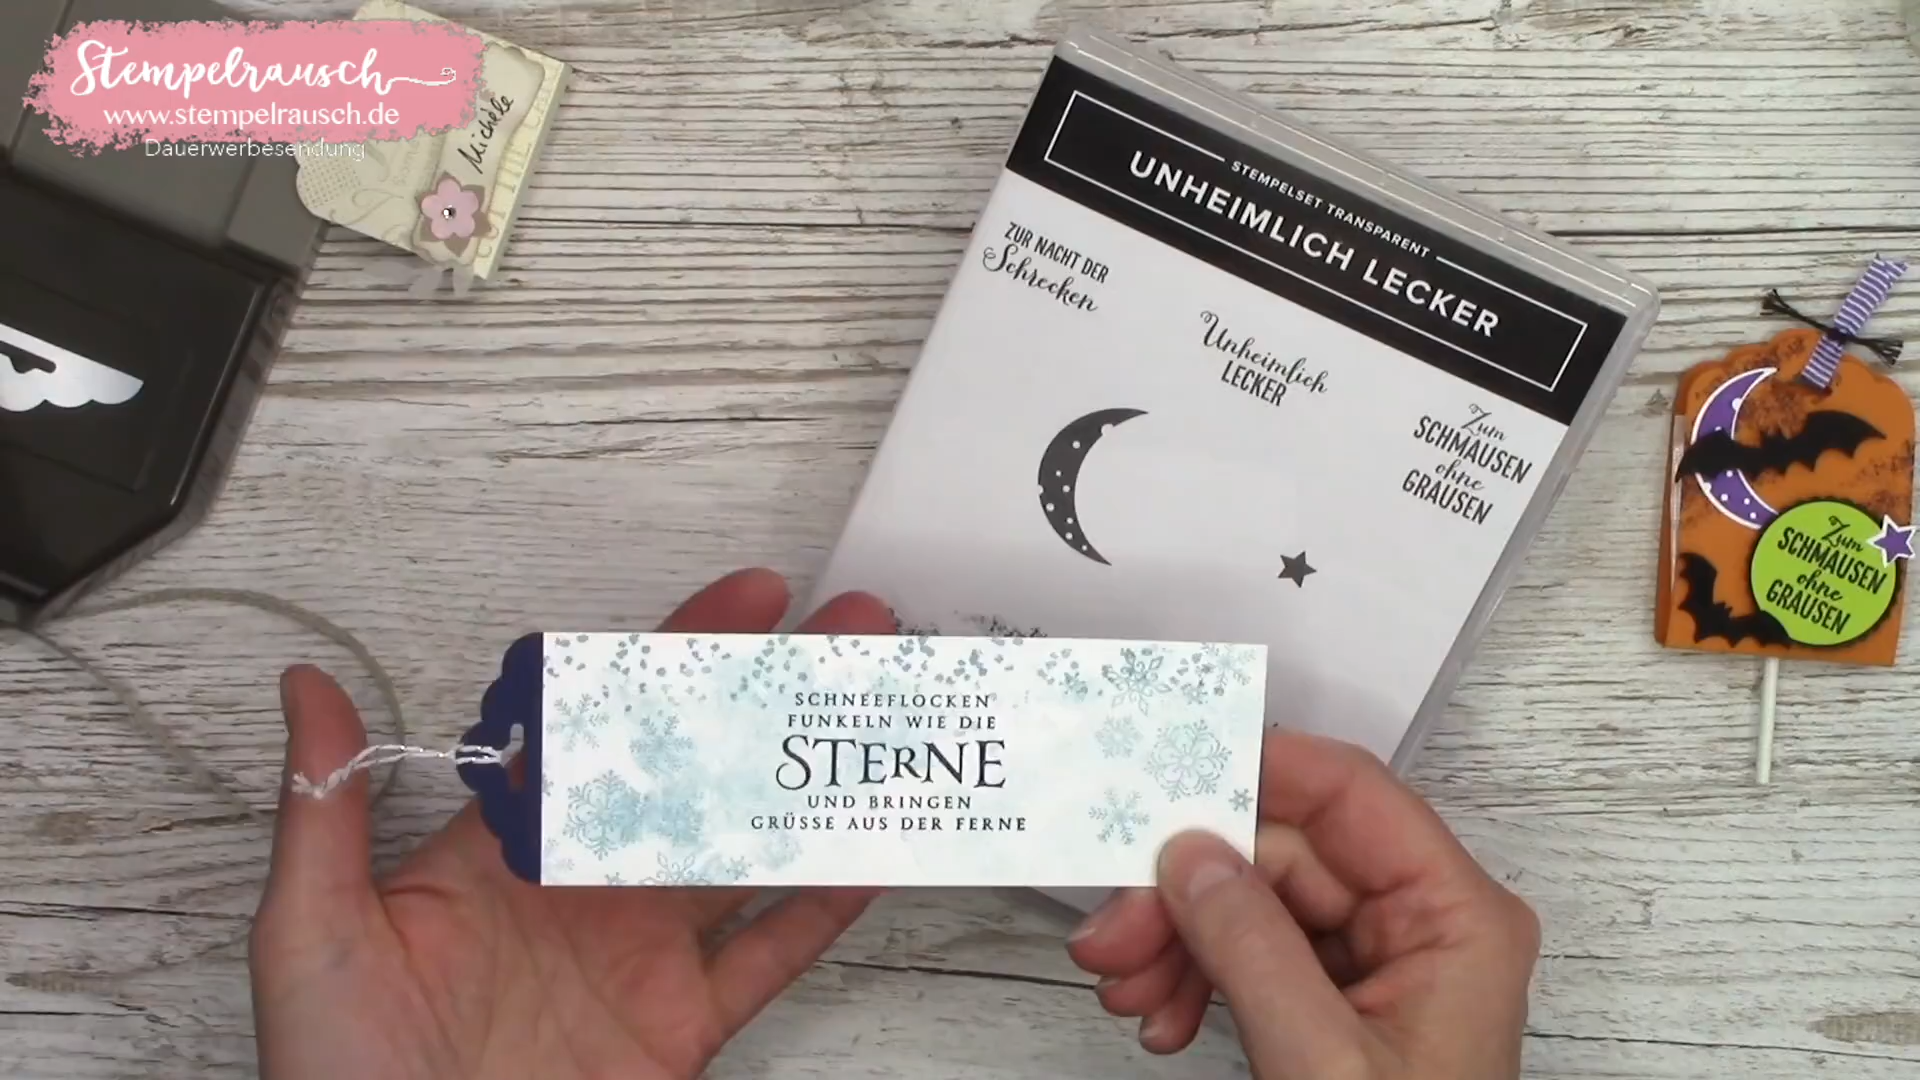 Stempelrausch
www.stempelrausch.de
Dauerwerbesendung
Michèle
STEMPELSET TRANSPARENT
UNHEIMLICH LECKER
ZUR NACHT DER
Schrecken
Unheimlich
LECKER
Zum
SCHMAUSEN
ohne
GRAUSEN
Zum
SCHMAUSEN
ohne
GRAUSEN
SCHNEEFLOCKEN
FUNKELN WIE DIE
STERNE
UND BRINGEN
GRÜSSE AUS DER FERNE